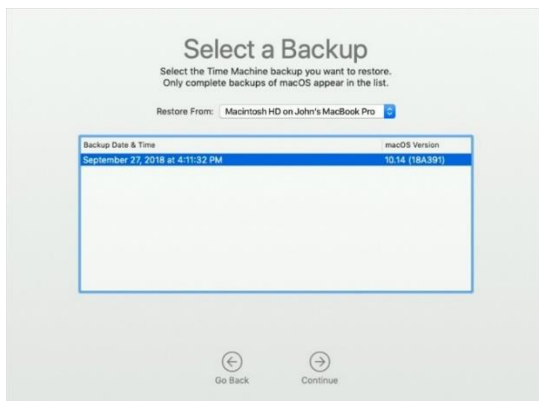 Select a Backup
Select the Time Machine backup you want to restore.
Only complete backups of macOS appear in the list.
Restore From: Macintosh HD on John's MacBook Pro
Backup Date & Time macOS Version
September 27, 2018 at 4:11:32 PM 10.14 (18A391)
Go Back Continue